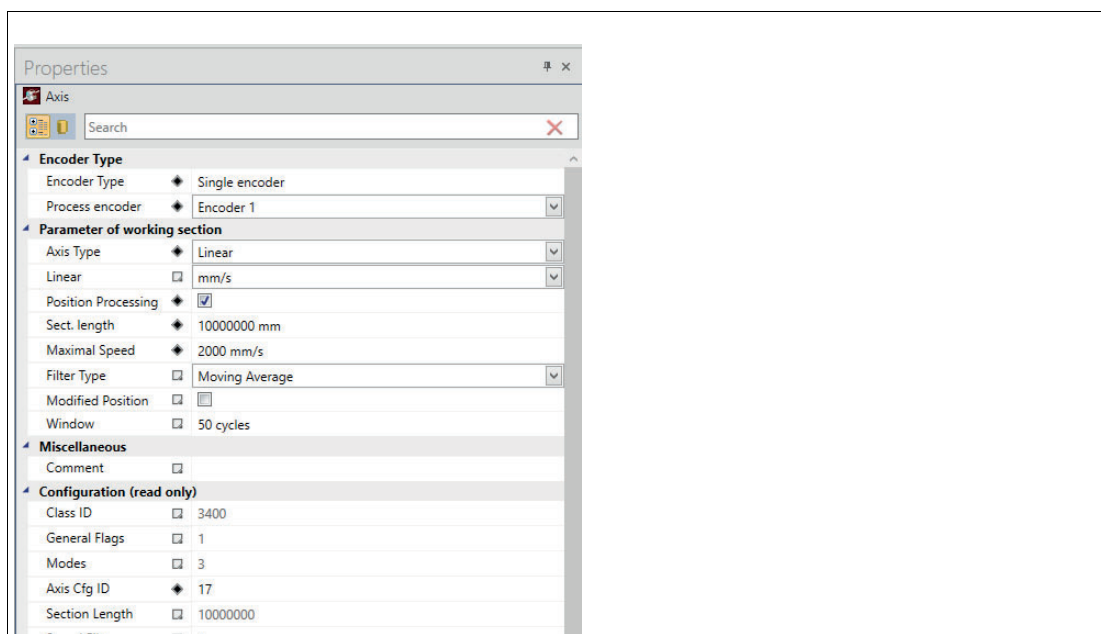 Properties
Axis
Search
Encoder Type
Encoder Type Single encoder
Process encoder Encoder 1
Parameter of working section
Axis Type Linear
Linear mm/s
Position Processing
Sect. length 10000000 mm
Maximal Speed 2000 mm/s
Filter Type Moving Average
Modified Position
Window 50 cycles
Miscellaneous
Comment
Configuration (read only)
Class ID 3400
General Flags 1
Modes 3
Axis Cfg ID 17
Section Length 10000000